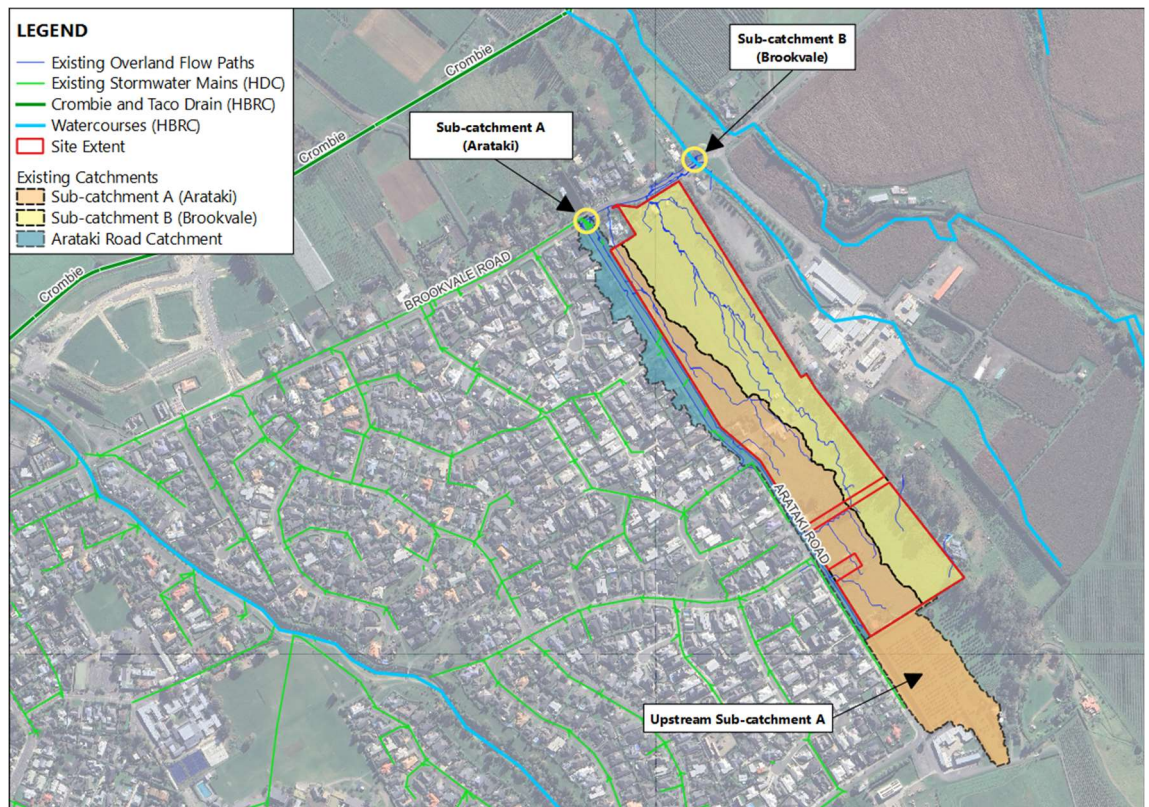 LEGEND
Existing Overland Flow Paths
Existing Stormwater Mains (HDC)
Crombie and Taco Drain (HBRC)
Watercourses (HBRC)
Site Extent
Existing Catchments
Sub-catchment A (Arataki)
Sub-catchment B (Brookvale)
Arataki Road Catchment
Crombie
Crombie
Crombie
Sub-catchment B
(Brookvale)
Sub-catchment A
(Arataki)
BROOKVALE ROAD
ARATAKI ROAD
Upstream Sub-catchment A